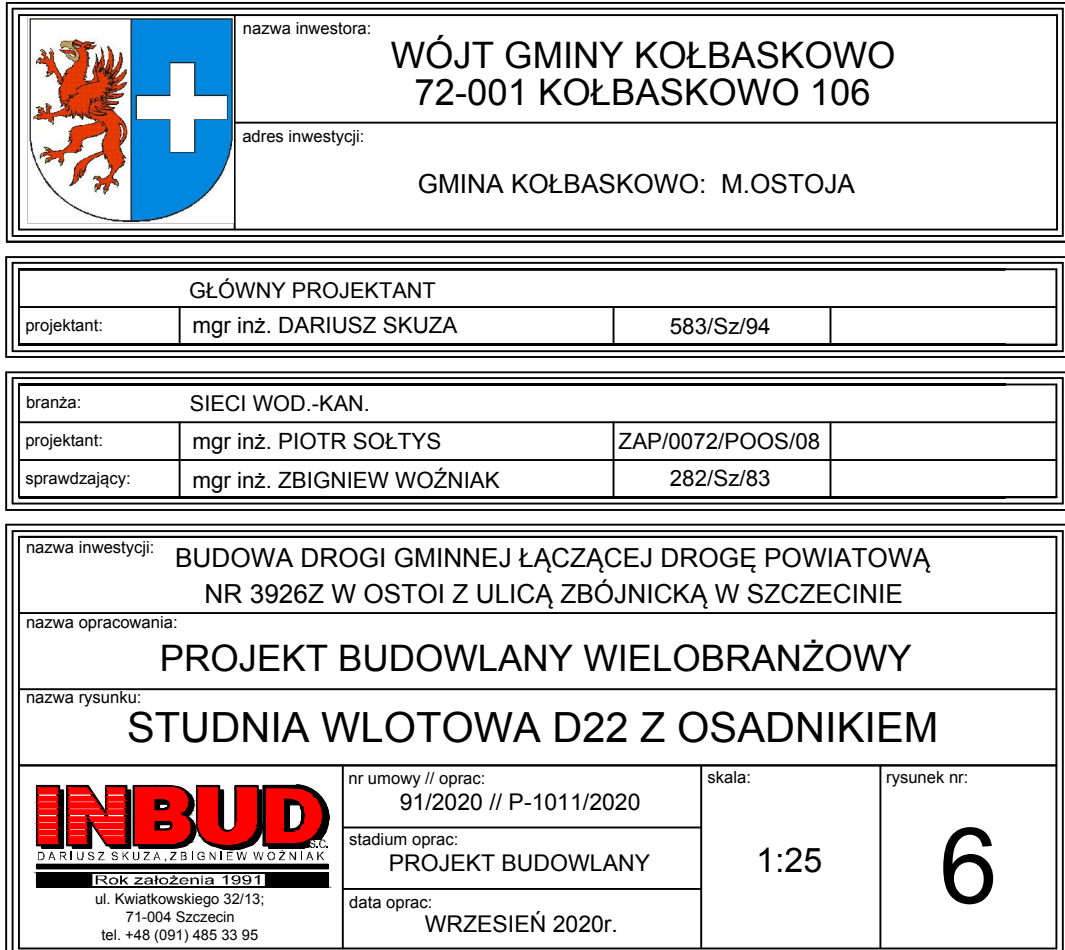 nazwa inwestora:
WÓJT GMINY KOŁBASKOWO
72-001 KOŁBASKOWO 106
adres inwestycji:
GMINA KOŁBASKOWO: M.OSTOJA
GŁÓWNY PROJEKTANT
projektant: mgr inż. DARIUSZ SKUZA 583/Sz/94
branża: SIECI WOD.-KAN.
projektant: mgr inż. PIOTR SOŁTYS ZAP/0072/POOS/08
sprawdzający: mgr inż. ZBIGNIEW WOŹNIAK 282/Sz/83
nazwa inwestycji: BUDOWA DROGI GMINNEJ ŁĄCZĄCEJ DROGĘ POWIATOWĄ
NR 3926Z W OSTOI Z ULICĄ ZBÓJNICKĄ W SZCZECINIE
nazwa opracowania:
PROJEKT BUDOWLANY WIELOBRANŻOWY
nazwa rysunku:
STUDNIA WLOTOWA D22 Z OSADNIKIEM
INBUD s.c.
DARIUSZ SKUZA, ZBIGNIEW WOŹNIAK
Rok założenia 1991
ul. Kwiatkowskiego 32/13;
71-004 Szczecin
tel. +48 (091) 485 33 95
nr umowy // oprac:
91/2020 // P-1011/2020
stadium oprac:
PROJEKT BUDOWLANY
data oprac:
WRZESIEŃ 2020r.
skala:
1:25
rysunek nr:
6